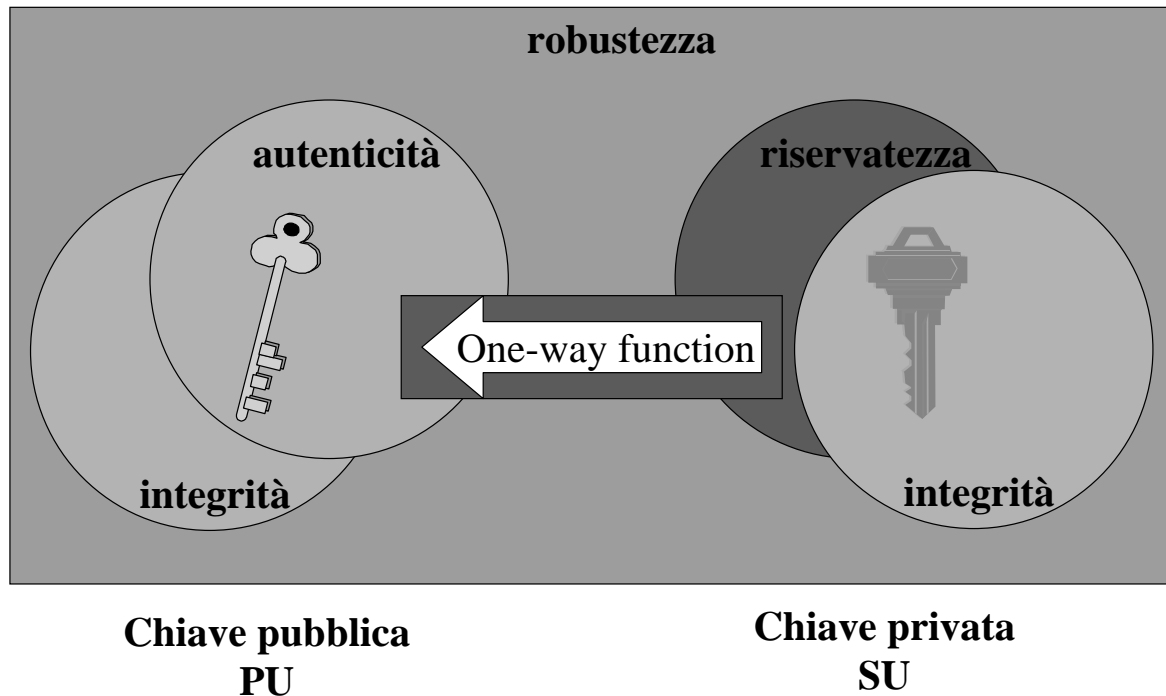 robustezza
autenticità
riservatezza
One-way function
integrità
integrità
Chiave pubblica
PU
Chiave privata
SU